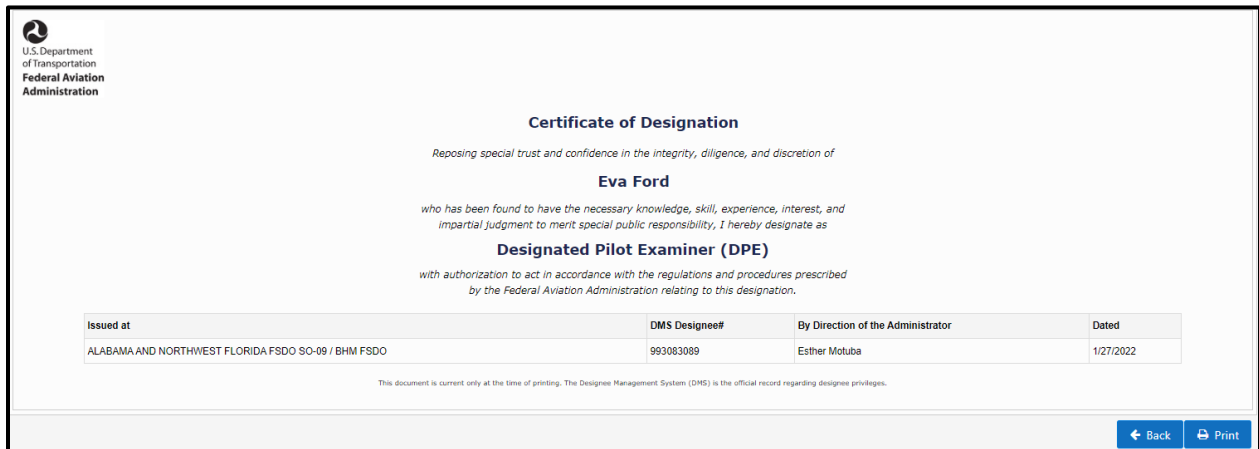 U.S. Department
of Transportation
Federal Aviation
Administration
Certificate of Designation
Reposing special trust and confidence in the integrity, diligence, and discretion of
Eva Ford
who has been found to have the necessary knowledge, skill, experience, interest, and
impartial judgment to merit special public responsibility, I hereby designate as
Designated Pilot Examiner (DPE)
with authorization to act in accordance with the regulations and procedures prescribed
by the Federal Aviation Administration relating to this designation.
Issued at DMS Designee# By Direction of the Administrator Dated
ALABAMA AND NORTHWEST FLORIDA FSDO SO-09 / BHM FSDO 993083089 Esther Motuba 1/27/2022
This document is current only at the time of printing. The Designee Management System (DMS) is the official record regarding designee privileges.
Back Print